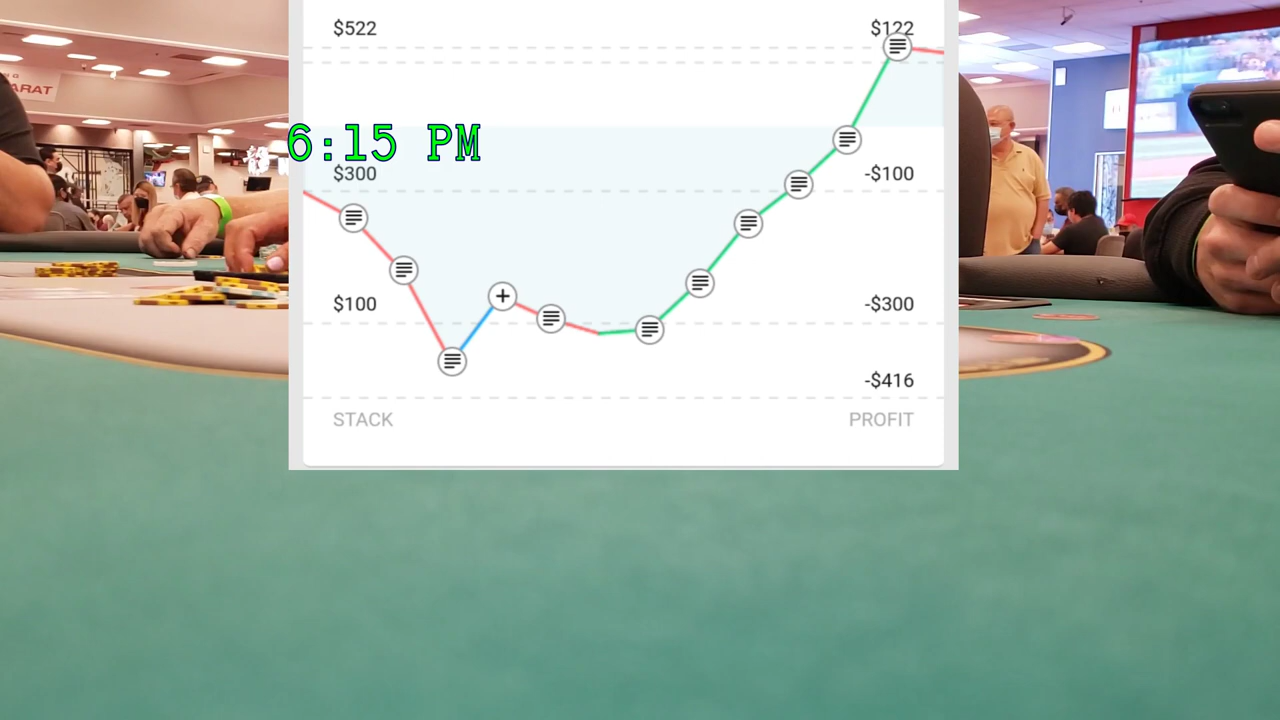 $522 $122
6:15 PM
$300 -$100
$100 -$300
-$416
STACK PROFIT
ARAT